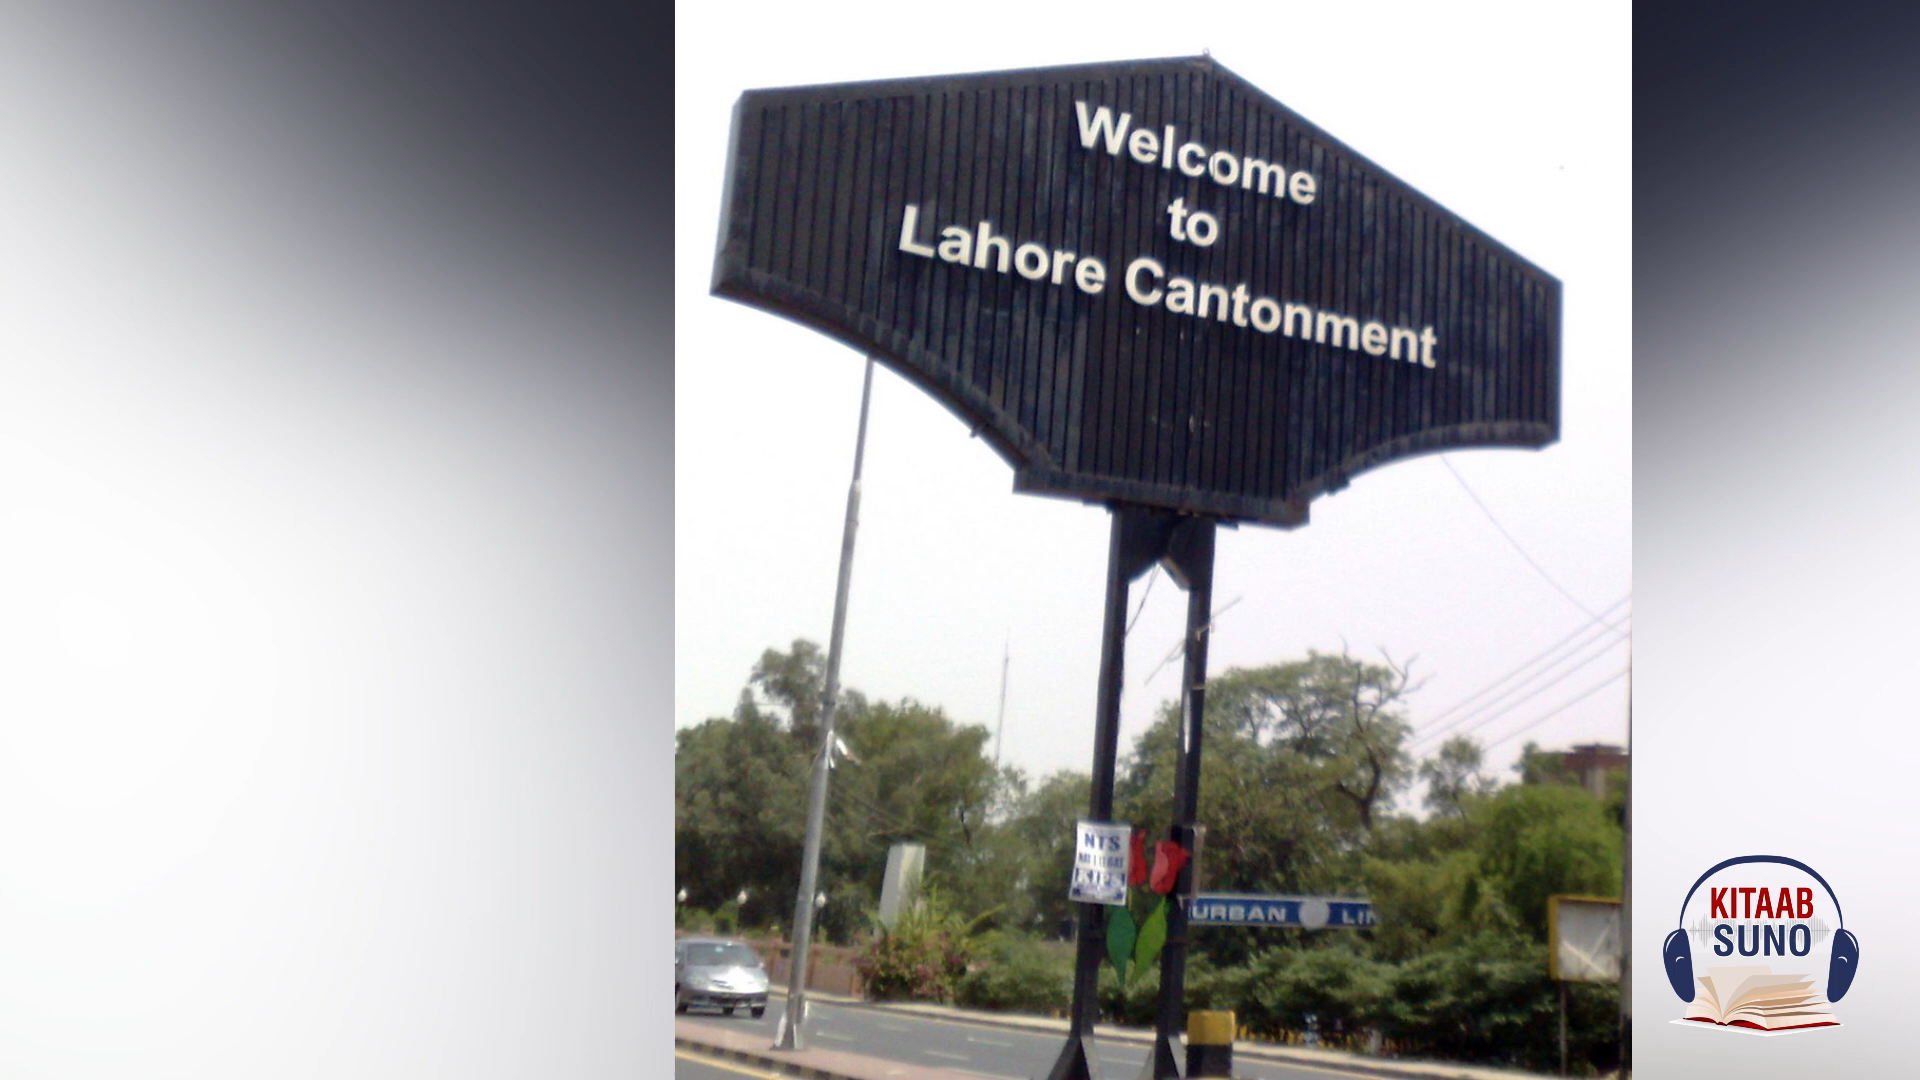 Welcome
to
Lahore Cantonment
NTS
URBAN
KITAAB
SUNO